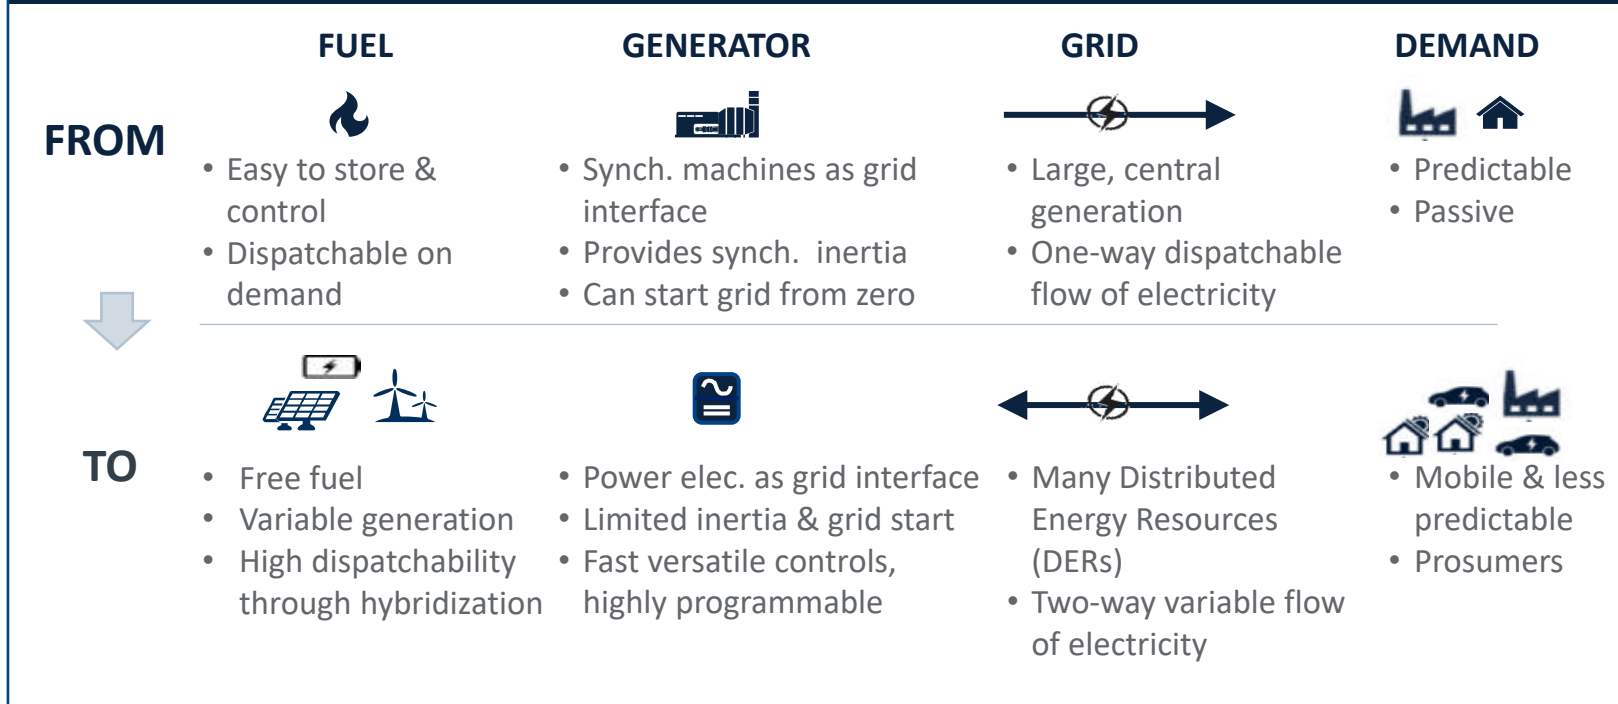 FUEL
GENERATOR
GRID
DEMAND
FROM
• Easy to store &
control
• Dispatchable on
demand
• Synch. machines as grid
interface
• Provides synch.  inertia
• Can start grid from zero
• Large, central
generation
• One-way dispatchable
flow of electricity
• Predictable
• Passive
TO
• Free fuel
• Variable generation
• High dispatchability
through hybridization
• Power elec. as grid interface
• Limited inertia & grid start
• Fast versatile controls,
highly programmable
• Many Distributed
Energy Resources
(DERs)
• Two-way variable flow
of electricity
• Mobile & less
predictable
• Prosumers